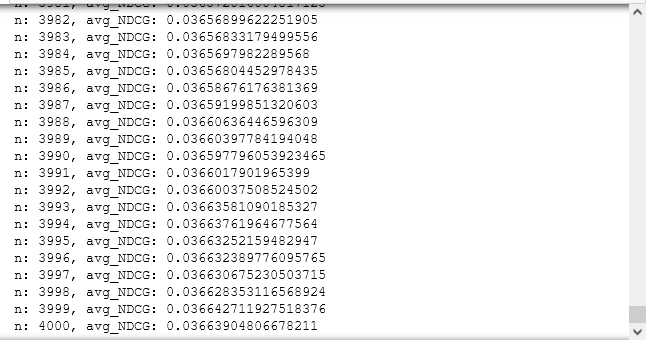 n: 3982, avg_NDCG: 0.03656899622251905
n: 3983, avg_NDCG: 0.03656833179499556
n: 3984, avg_NDCG: 0.0365697982289568
n: 3985, avg_NDCG: 0.03656804452978435
n: 3986, avg_NDCG: 0.03658676176381369
n: 3987, avg_NDCG: 0.03659199851320603
n: 3988, avg_NDCG: 0.03660636446596309
n: 3989, avg_NDCG: 0.03660397784194048
n: 3990, avg_NDCG: 0.036597796053923465
n: 3991, avg_NDCG: 0.0366017901965399
n: 3992, avg_NDCG: 0.03660037508524502
n: 3993, avg_NDCG: 0.03663581090185327
n: 3994, avg_NDCG: 0.03663761964677564
n: 3995, avg_NDCG: 0.03663252159482947
n: 3996, avg_NDCG: 0.036632389776095765
n: 3997, avg_NDCG: 0.036630675230503715
n: 3998, avg_NDCG: 0.036628353116568924
n: 3999, avg_NDCG: 0.036642711927518376
n: 4000, avg_NDCG: 0.03663904806678211